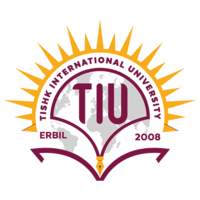 TISHK INTERNATIONAL UNIVERSITY
TIU
ERBIL 2008